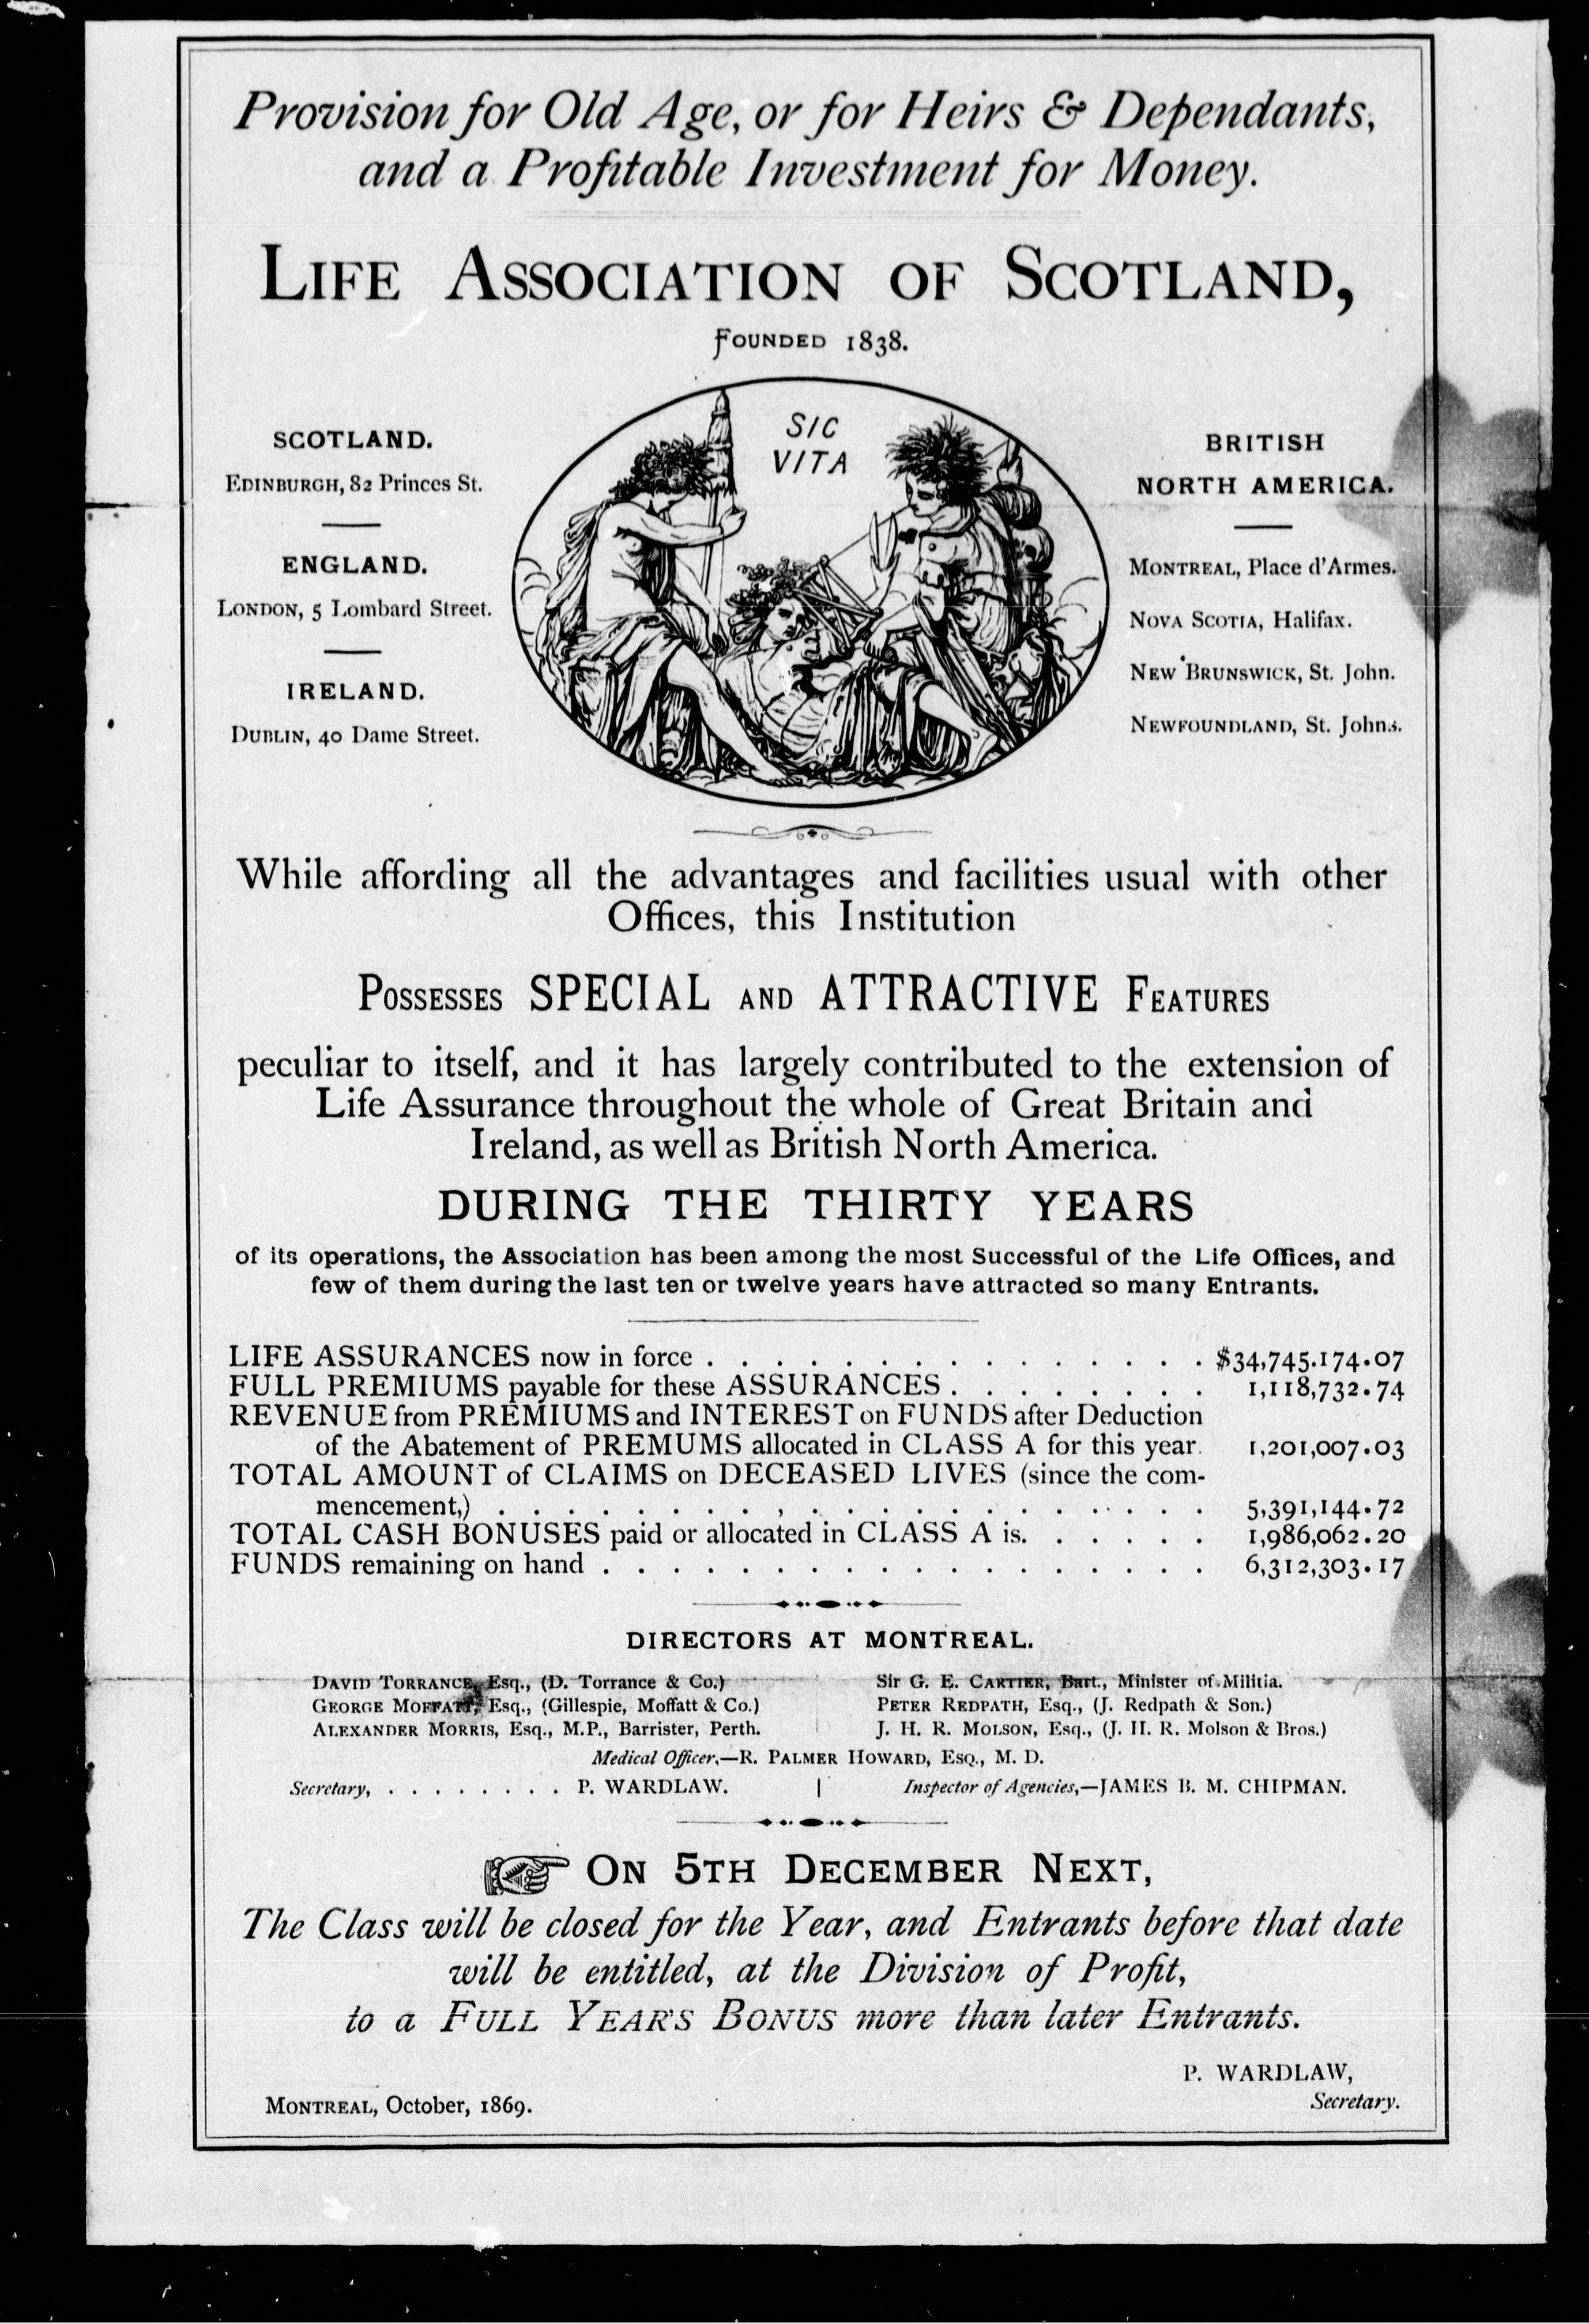 Provision for Old Age, or for Heirs & Dependants,
and a Profitable Investment for Money.
LIFE ASSOCIATION OF SCOTLAND,
FOUNDED 1838.
SCOTLAND.
EDINBURGH, 82 Princes St.
ENGLAND.
LONDON, 5 Lombard Street.
IRELAND.
DUBLIN, 40 Dame Street.
SIC
VITA
BRITISH
NORTH AMERICA.
MONTREAL, Place d'Armes.
NOVA SCOTIA, Halifax.
NEW BRUNSWICK, St. John.
NEWFOUNDLAND, St. Johns.
While affording all the advantages and facilities usual with other
Offices, this Institution
POSSESSES SPECIAL AND ATTRACTIVE FEATURES
peculiar to itself, and it has largely contributed to the extension of
Life Assurance throughout the whole of Great Britain and
Ireland, as well as British North America.
DURING THE THIRTY YEARS
of its operations, the Association has been among the most Successful of the Life Offices, and
few of them during the last ten or twelve years have attracted so many Entrants.
LIFE ASSURANCES now in force . . . . . . . . . . . . . . . $34,745.174.07
FULL PREMIUMS payable for these ASSURANCES . . . . . . . . 1,118,732.74
REVENUE from PREMIUMS and INTEREST on FUNDS after Deduction
of the Abatement of PREMUMS allocated in CLASS A for this year. 1,201,007.03
TOTAL AMOUNT of CLAIMS on DECEASED LIVES (since the com-
mencement,) . . . . . . . . . . . . . . . . . . . . . 5,391,144.72
TOTAL CASH BONUSES paid or allocated in CLASS A is. . . . . . 1,986,062.20
FUNDS remaining on hand . . . . . . . . . . . . . . . . . . 6,312,303.17
DIRECTORS AT MONTREAL.
DAVID TORRANCE, Esq., (D. Torrance & Co.)
GEORGE MOFFATT, Esq., (Gillespie, Moffatt & Co.)
ALEXANDER MORRIS, Esq., M.P., Barrister, Perth.
Sir G. E. CARTIER, Bart., Minister of Militia.
PETER REDPATH, Esq., (J. Redpath & Son.)
J. H. R. MOLSON, Esq., (J. H. R. Molson & Bros.)
Medical Officer,—R. PALMER HOWARD, ESQ., M. D.
Secretary, . . . . . . . . . P. WARDLAW. | Inspector of Agencies,—JAMES B. M. CHIPMAN.
ON 5TH DECEMBER NEXT,
The Class will be closed for the Year, and Entrants before that date
will be entitled, at the Division of Profit,
to a FULL YEAR'S BONUS more than later Entrants.
P. WARDLAW,
Secretary.
MONTREAL, October, 1869.